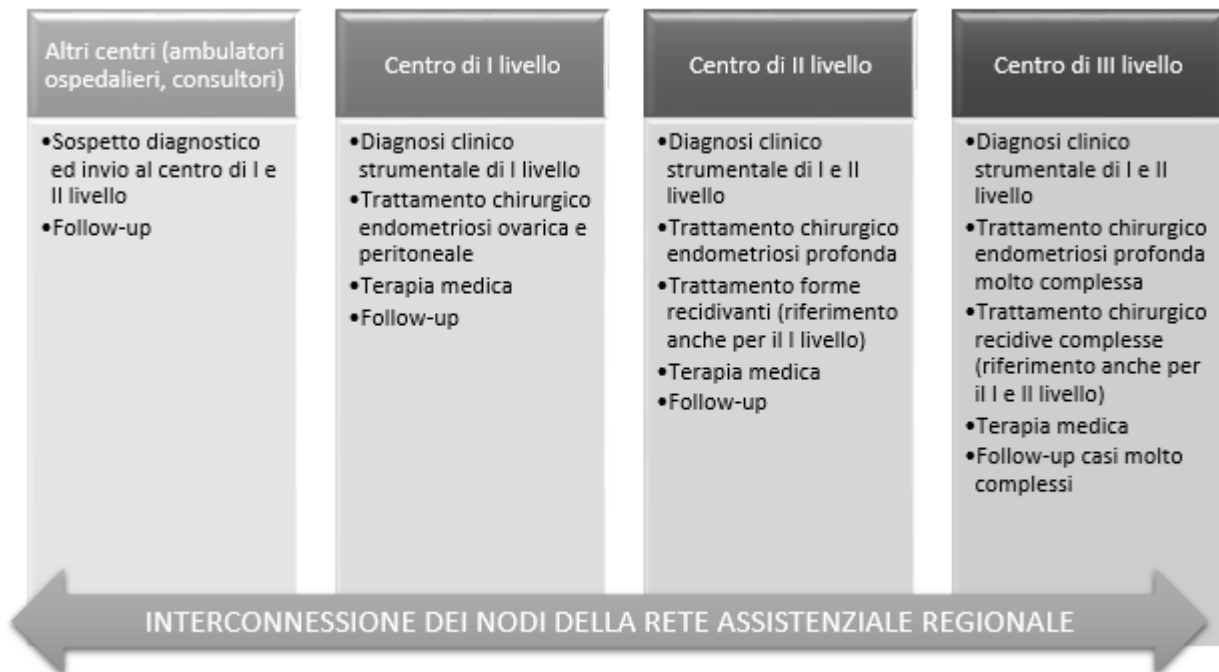 Altri centri (ambulatori
ospedalieri, consultori)
•Sospetto diagnostico
ed invio al centro di I e
II livello
•Follow-up
Centro di I livello
•Diagnosi clinico
strumentale di I livello
•Trattamento chirurgico
endometriosi ovarica e
peritoneale
•Terapia medica
•Follow-up
Centro di II livello
•Diagnosi clinico
strumentale di I e II
livello
•Trattamento chirurgico
endometriosi profonda
•Trattamento forme
recidivanti (riferimento
anche per il I livello)
•Terapia medica
•Follow-up
Centro di III livello
•Diagnosi clinico
strumentale di I e II
livello
•Trattamento chirurgico
endometriosi profonda
molto complessa
•Trattamento chirurgico
recidive complesse
(riferimento anche per
il I e II livello)
•Terapia medica
•Follow-up casi molto
complessi
INTERCONNESSIONE DEI NODI DELLA RETE ASSISTENZIALE REGIONALE